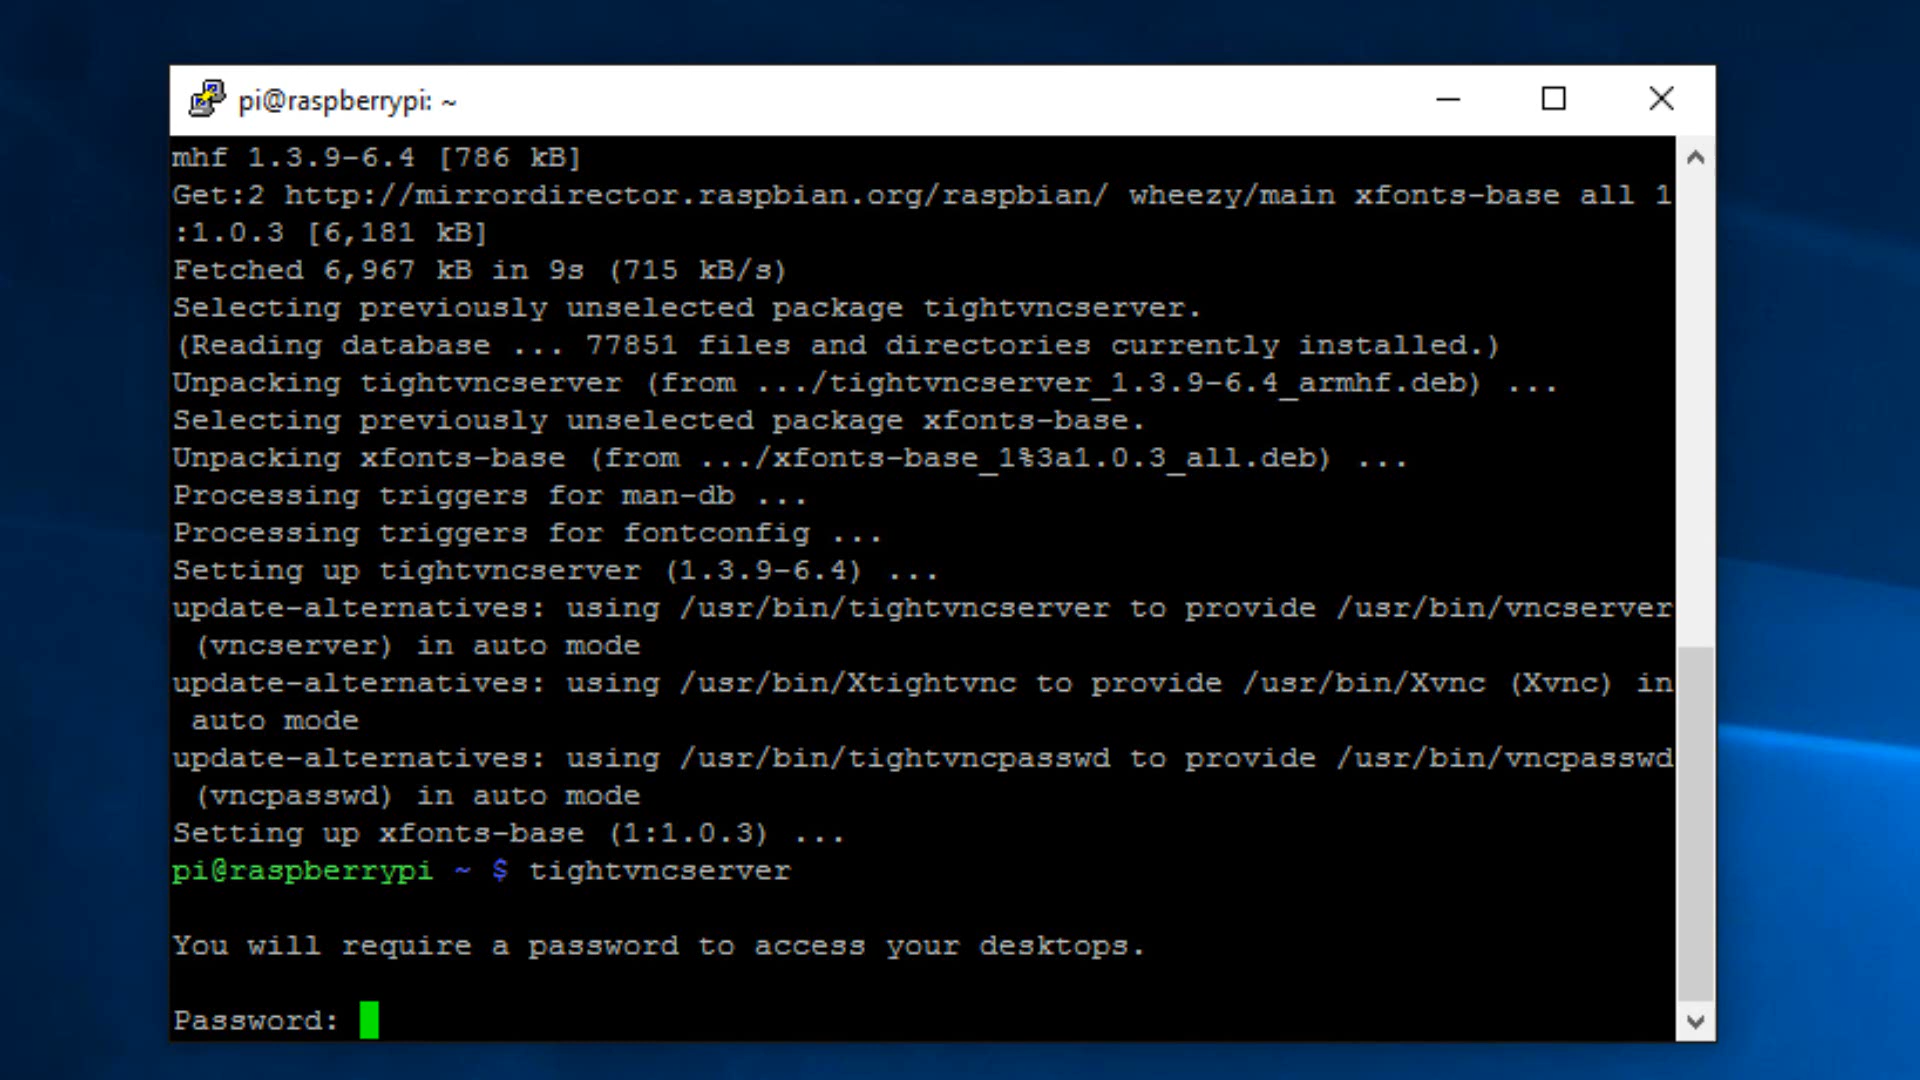 pi@raspberrypi: ~
mhf 1.3.9-6.4 [786 kB]
Get:2 http://mirrordirector.raspbian.org/raspbian/ wheezy/main xfonts-base all 1
:1.0.3 [6,181 kB]
Fetched 6,967 kB in 9s (715 kB/s)
Selecting previously unselected package tightvncserver.
(Reading database ... 77851 files and directories currently installed.)
Unpacking tightvncserver (from .../tightvncserver_1.3.9-6.4_armhf.deb) ...
Selecting previously unselected package xfonts-base.
Unpacking xfonts-base (from .../xfonts-base_1%3a1.0.3_all.deb) ...
Processing triggers for man-db ...
Processing triggers for fontconfig ...
Setting up tightvncserver (1.3.9-6.4) ...
update-alternatives: using /usr/bin/tightvncserver to provide /usr/bin/vncserver
 (vncserver) in auto mode
update-alternatives: using /usr/bin/Xtightvnc to provide /usr/bin/Xvnc (Xvnc) in
 auto mode
update-alternatives: using /usr/bin/tightvncpasswd to provide /usr/bin/vncpasswd
 (vncpasswd) in auto mode
Setting up xfonts-base (1:1.0.3) ...
pi@raspberrypi ~ $ tightvncserver
You will require a password to access your desktops.
Password: